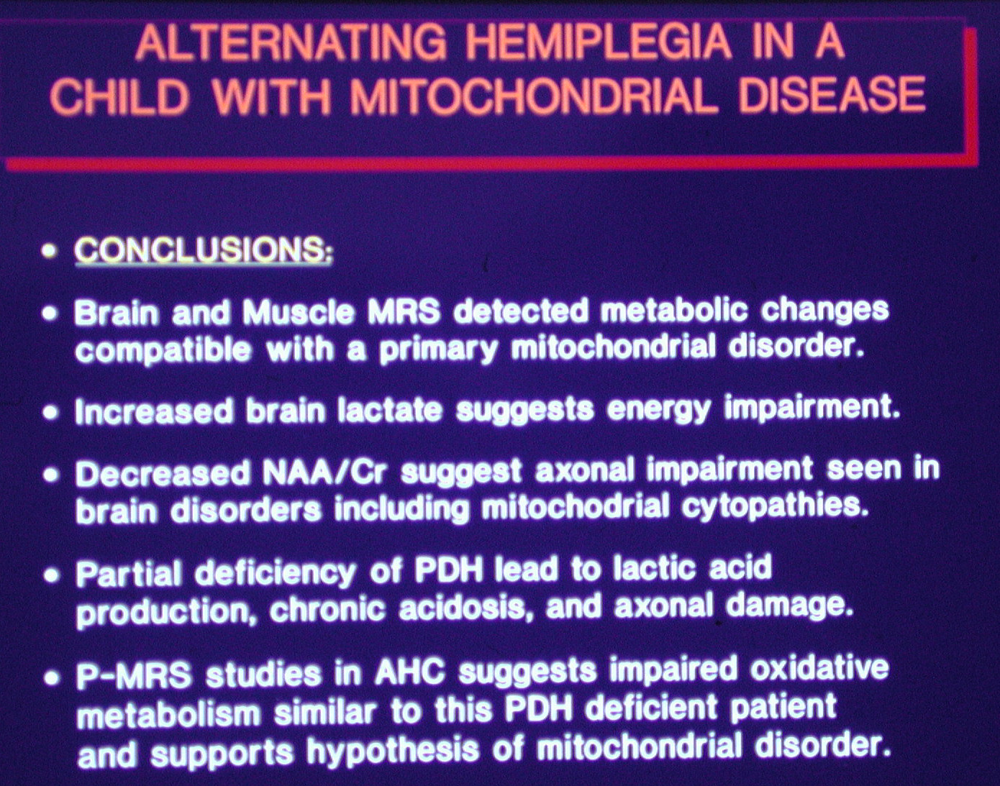 ALTERNATING HEMIPLEGIA IN A
CHILD WITH MITOCHONDRIAL DISEASE
• CONCLUSIONS:
• Brain and Muscle MRS detected metabolic changes
compatible with a primary mitochondrial disorder.
• Increased brain lactate suggests energy impairment.
• Decreased NAA/Cr suggest axonal impairment seen in
brain disorders including mitochodrial cytopathies.
• Partial deficiency of PDH lead to lactic acid
production, chronic acidosis, and axonal damage.
• P-MRS studies in AHC suggests impaired oxidative
metabolism similar to this PDH deficient patient
and supports hypothesis of mitochondrial disorder.